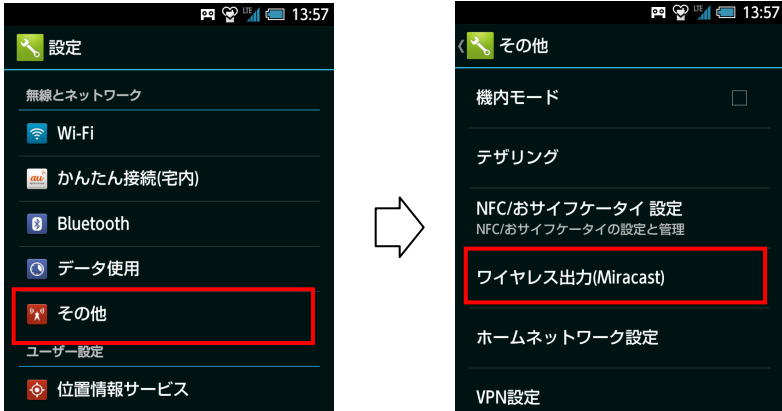 LTE 13:57
設定
無線とネットワーク
Wi-Fi
au かんたん接続(宅内)
Bluetooth
データ使用
その他
ユーザー設定
位置情報サービス
LTE 13:57
その他
機内モード
テザリング
NFC/おサイフケータイ 設定
NFC/おサイフケータイの設定と管理
ワイヤレス出力(Miracast)
ホームネットワーク設定
VPN設定